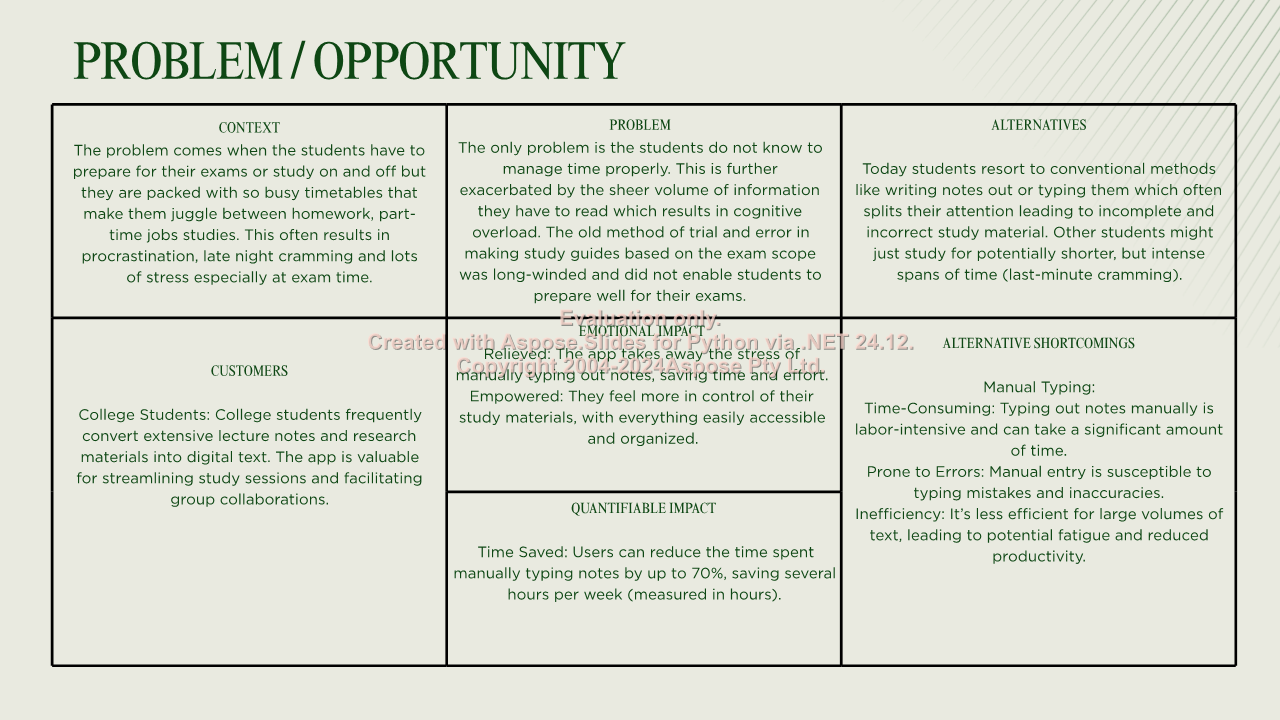 PROBLEM / OPPORTUNITY
CONTEXT
The problem comes when the students have to
prepare for their exams or study on and off but
they are packed with so busy timetables that
make them juggle between homework, part-
time jobs studies. This often results in
procrastination, late night cramming and lots
of stress especially at exam time.
PROBLEM
The only problem is the students do not know to
manage time properly. This is further
exacerbated by the sheer volume of information
they have to read which results in cognitive
overload. The old method of trial and error in
making study guides based on the exam scope
was long-winded and did not enable students to
prepare well for their exams.
ALTERNATIVES
Today students resort to conventional methods
like writing notes out or typing them which often
splits their attention leading to incomplete and
incorrect study material. Other students might
just study for potentially shorter, but intense
spans of time (last-minute cramming).
CUSTOMERS
College Students: College students frequently
convert extensive lecture notes and research
materials into digital text. The app is valuable
for streamlining study sessions and facilitating
group collaborations.
Evaluation only.
EMOTIONAL IMPACT
Created with Aspose.Slides for Python via .NET 24.12.
Relieved: The app takes away the stress of
Copyright 2004-2024Aspose Pty Ltd.
manually typing out notes, saving time and effort.
Empowered: They feel more in control of their
study materials, with everything easily accessible
and organized.
QUANTIFIABLE IMPACT
Time Saved: Users can reduce the time spent
manually typing notes by up to 70%, saving several
hours per week (measured in hours).
ALTERNATIVE SHORTCOMINGS
Manual Typing:
Time-Consuming: Typing out notes manually is
labor-intensive and can take a significant amount
of time.
Prone to Errors: Manual entry is susceptible to
typing mistakes and inaccuracies.
Inefficiency: It’s less efficient for large volumes of
text, leading to potential fatigue and reduced
productivity.